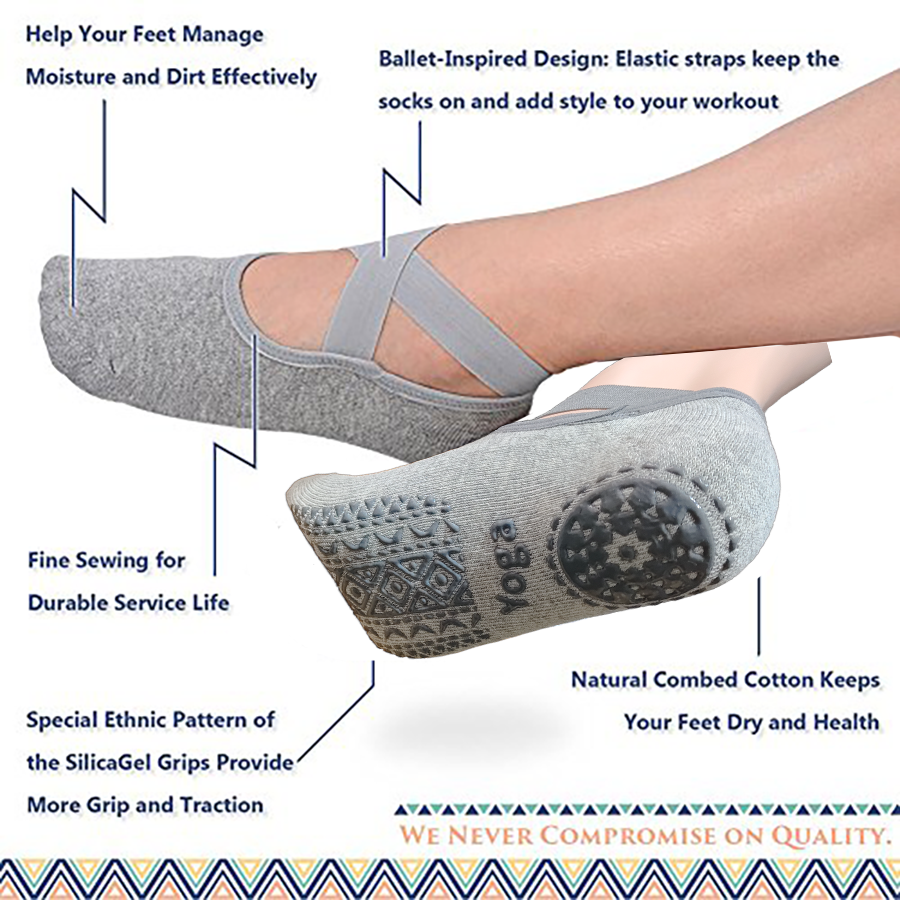 Help Your Feet Manage
Moisture and Dirt Effectively
Ballet-Inspired Design: Elastic straps keep the
socks on and add style to your workout
Yoga
Fine Sewing for
Durable Service Life
Natural Combed Cotton Keeps
Your Feet Dry and Health
Special Ethnic Pattern of
the SilicaGel Grips Provide
More Grip and Traction
WE NEVER COMPROMISE ON QUALITY.